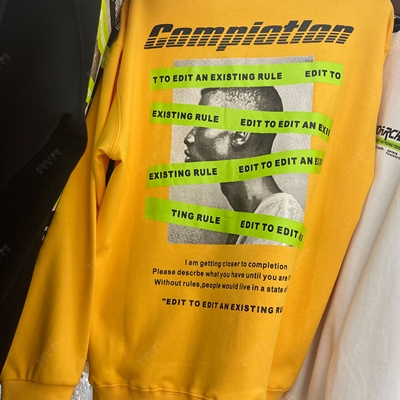 Compiotlon
T TO EDIT AN EXISTING RULE EDIT TO
EXISTING RULE EDIT TO EDIT AN EXIS
EXISTING RULE EDIT TO EDIT AN EX
TING RULE EDIT TO EDIT
I am getting closer to completion
Please descrbe what you have until you are
Without rules,people would live in a state of
"EDIT TO EDIT AN EXISTING RU